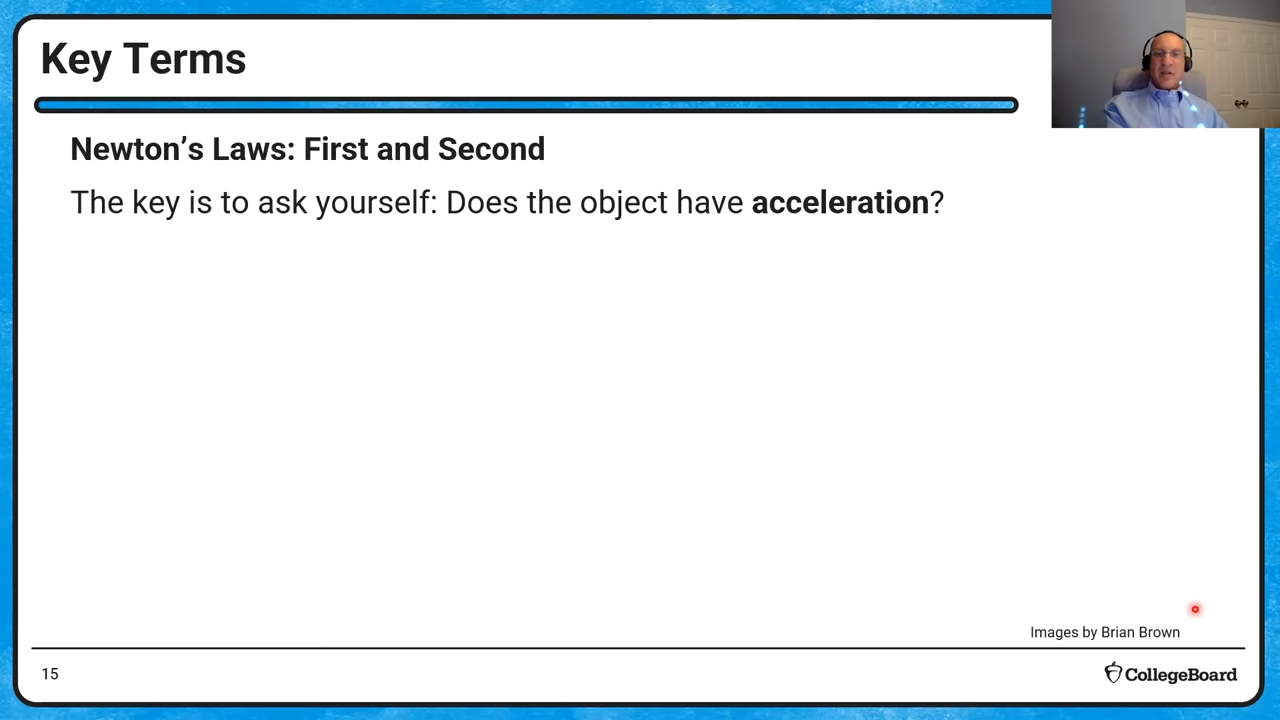 Key Terms
Newton’s Laws: First and Second
The key is to ask yourself: Does the object have acceleration?
Images by Brian Brown
15
CollegeBoard